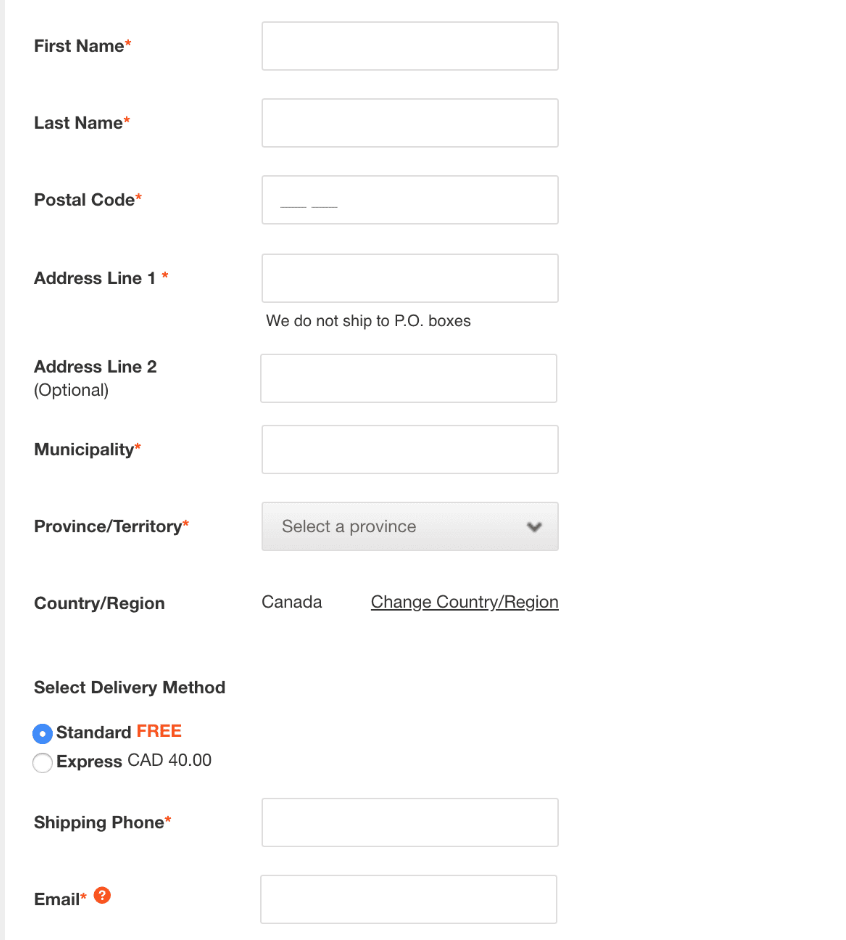 First Name*
Last Name*
Postal Code* ___ ___
Address Line 1 *
We do not ship to P.O. boxes
Address Line 2
(Optional)
Municipality*
Province/Territory* Select a province
Country/Region Canada Change Country/Region
Select Delivery Method
Standard FREE
Express CAD 40.00
Shipping Phone*
Email* ?